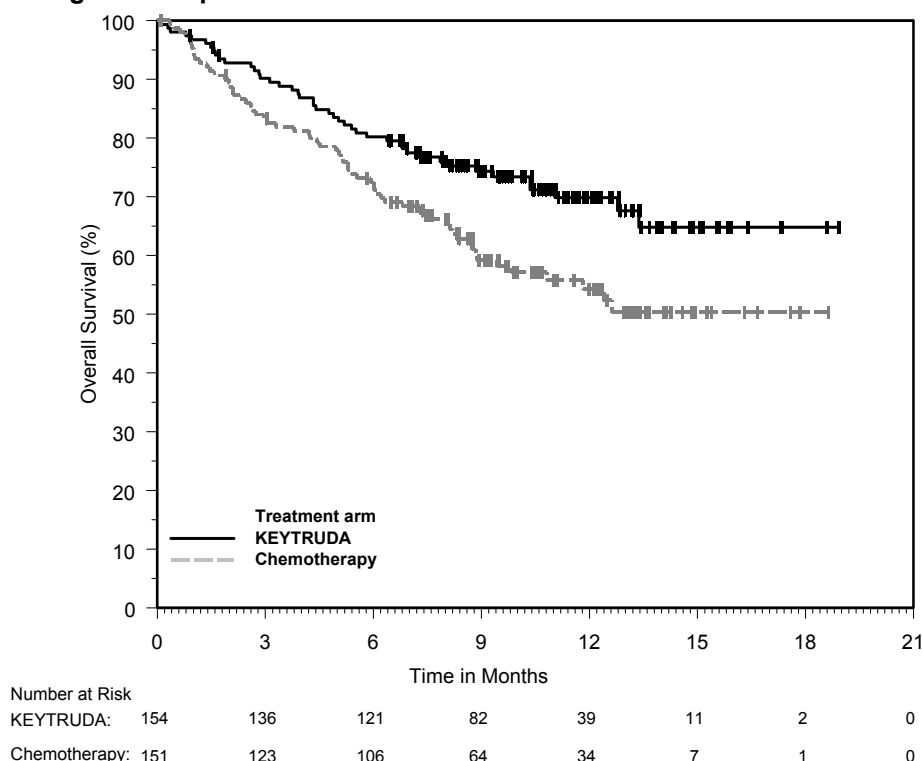 100
90
80
70
60
50
40
30
20
10
0
Overall Survival (%)
Treatment arm
KEYTRUDA
Chemotherapy
0 3 6 9 12 15 18 21
Time in Months
Number at Risk
KEYTRUDA: 154 136 121 82 39 11 2 0
Chemotherapy: 151 123 106 64 34 7 1 0